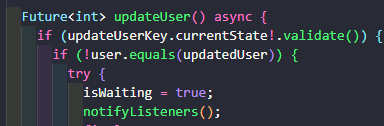 Future<int> updateUser() async {
if (updateUserKey.currentState!.validate()) {
if (!user.equals(updatedUser)) {
try {
isWaiting = true;
notifyListeners();